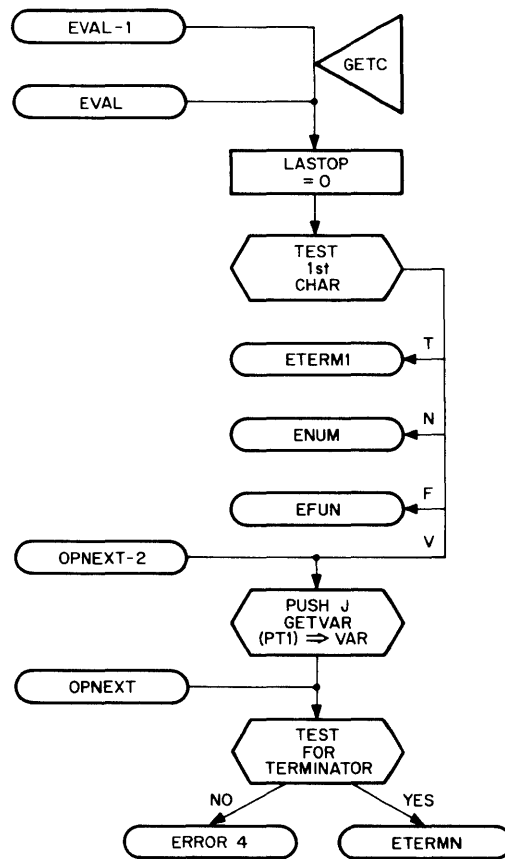 EVAL-1
GETC
EVAL
LASTOP
= 0
TEST
1st
CHAR
T
ETERM1
N
ENUM
F
EFUN
V
OPNEXT-2
PUSH J
GETVAR
(PT1) ⇒ VAR
OPNEXT
TEST
FOR
TERMINATOR
NO
YES
ERROR 4
ETERMN